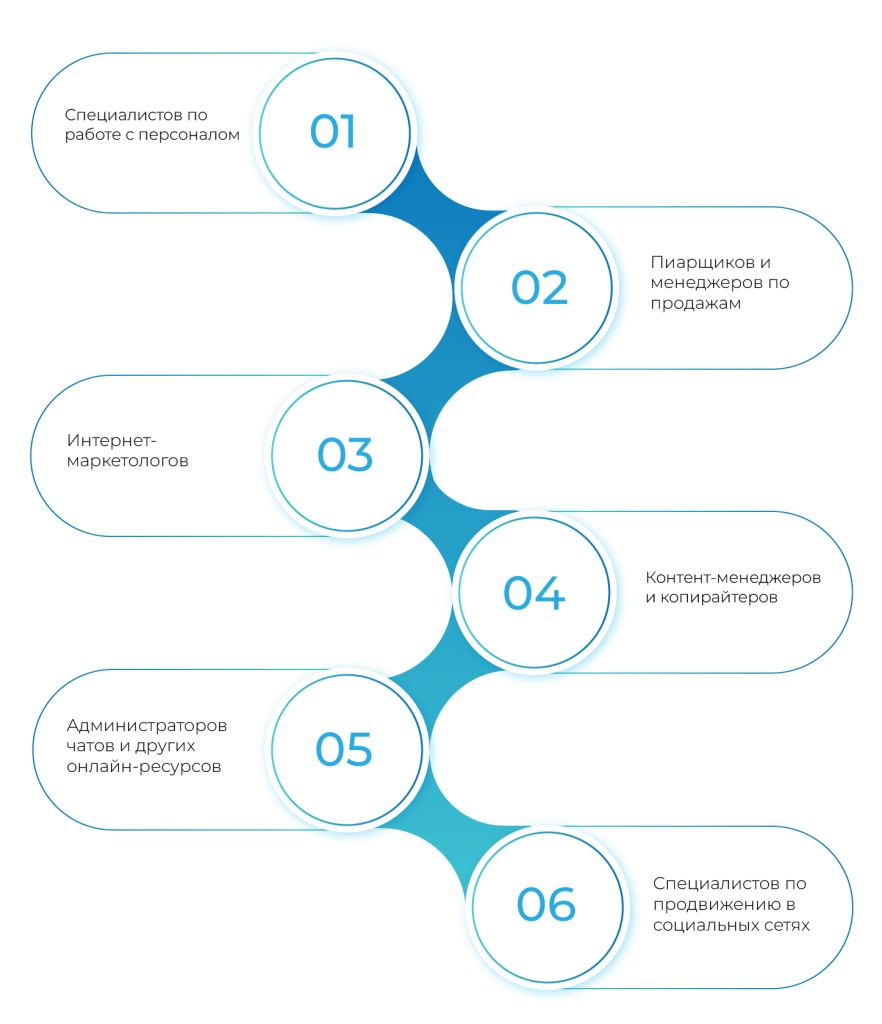 01
Специалистов по
работе с персоналом
02
Пиарщиков и
менеджеров по
продажам
03
Интернет-
маркетологов
04
Контент-менеджеров
и копирайтеров
05
Администраторов
чатов и других
онлайн-ресурсов
06
Специалистов по
продвижению в
социальных сетях